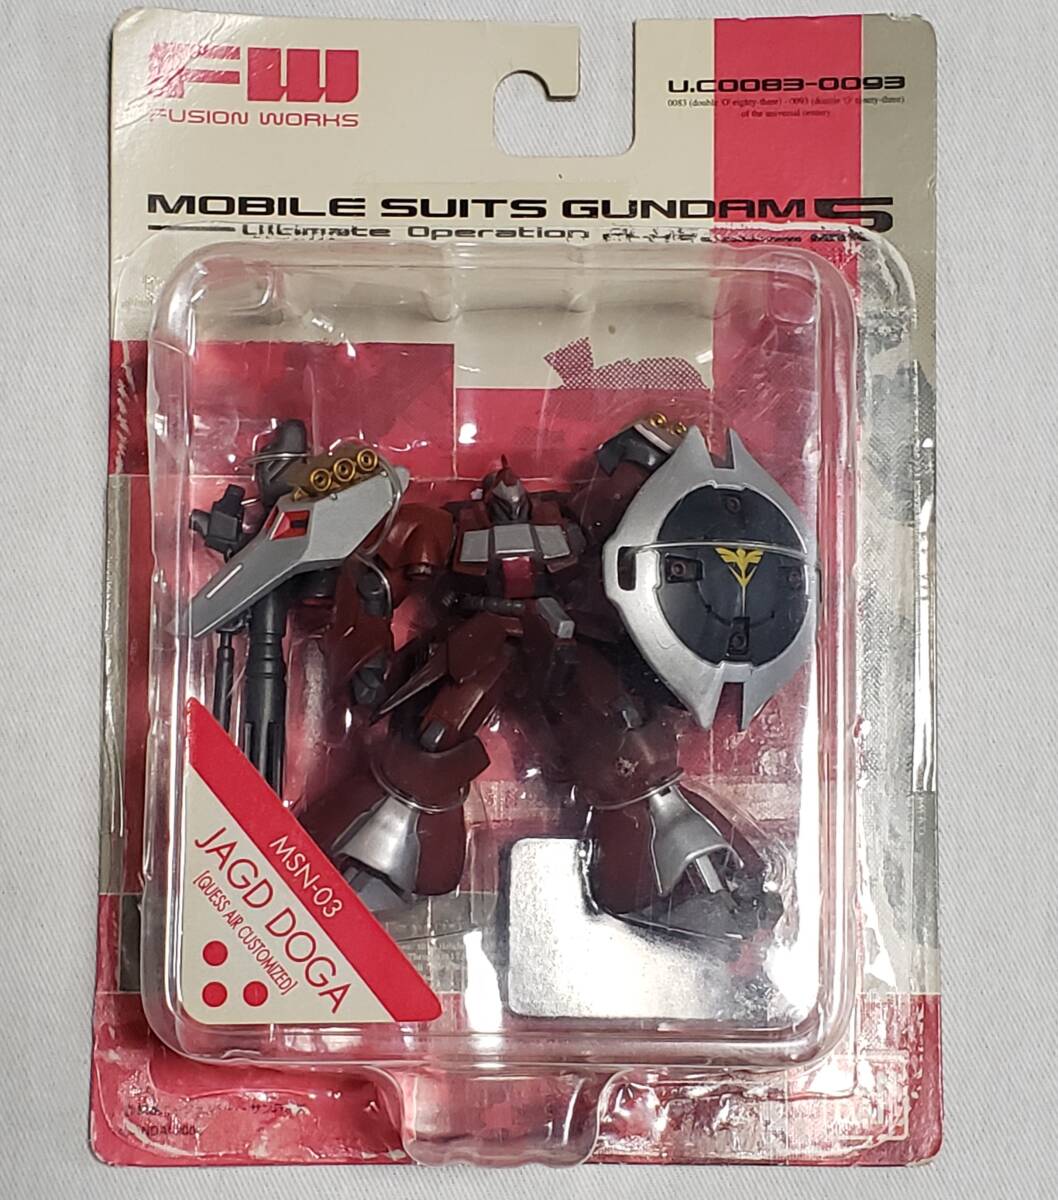 FW
FUSION WORKS
U.C0083-0093
0083 (double 'O' eighty-three) - 0093 (double 'O' ninety-three)
of the universal century
MOBILE SUITS GUNDAM 5
Ultimate Operation
MSN-03
JAGD DOGA
[QUESS AIR CUSTOMIZED]